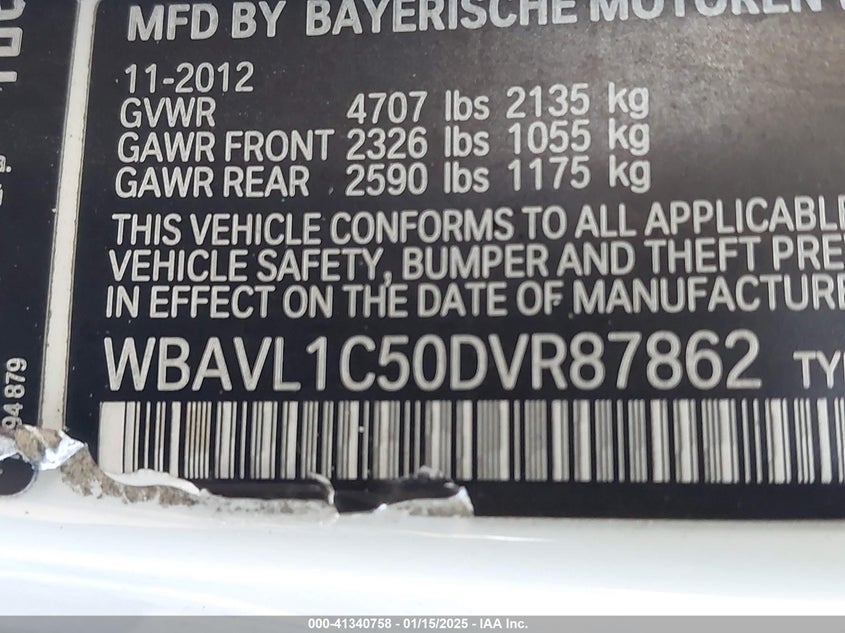 MFD BY BAYERISCHE MOTOREN
11-2012
GVWR 4707 lbs 2135 kg
GAWR FRONT 2326 lbs 1055 kg
GAWR REAR 2590 lbs 1175 kg
THIS VEHICLE CONFORMS TO ALL APPLICABLE
VEHICLE SAFETY, BUMPER AND THEFT PRE
IN EFFECT ON THE DATE OF MANUFACTURE
WBAVL1C50DVR87862 TYP
94879
000-41340758 — 01/15/2025 — IAA Inc.